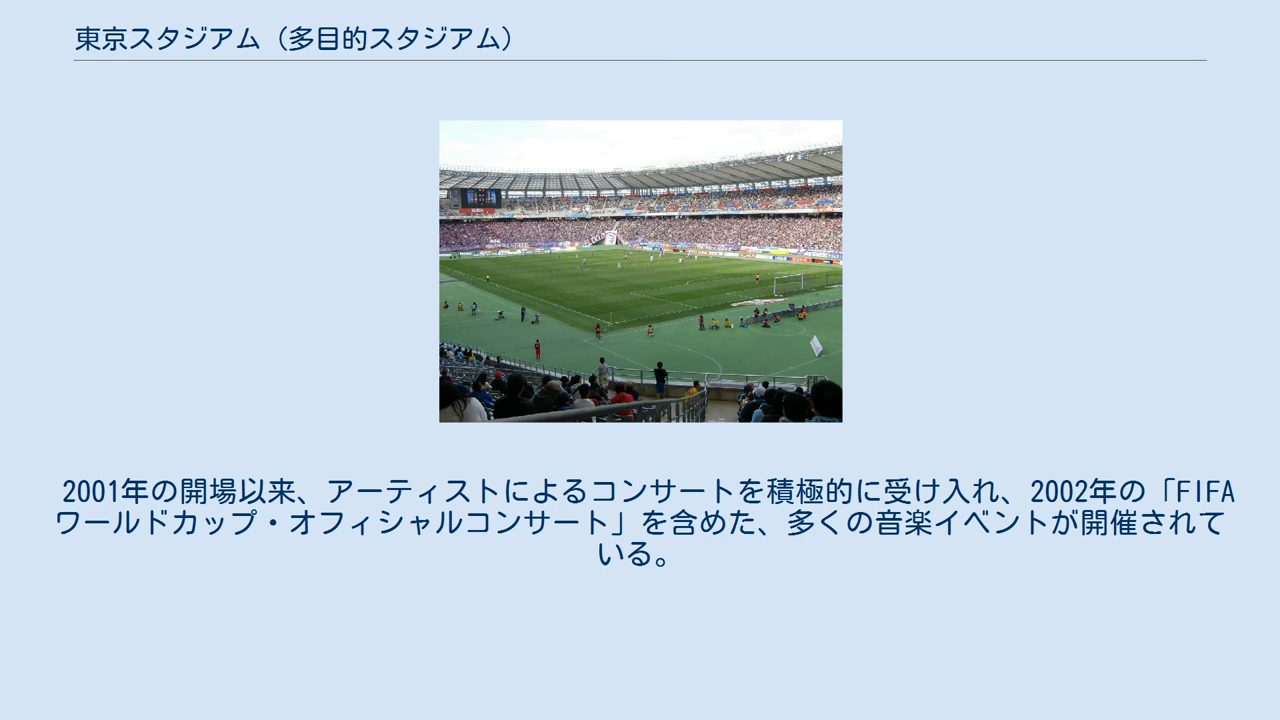 東京スタジアム（多目的スタジアム）
2001年の開場以来、アーティストによるコンサートを積極的に受け入れ、2002年の「FIFA
ワールドカップ・オフィシャルコンサート」を含めた、多くの音楽イベントが開催されて
いる。